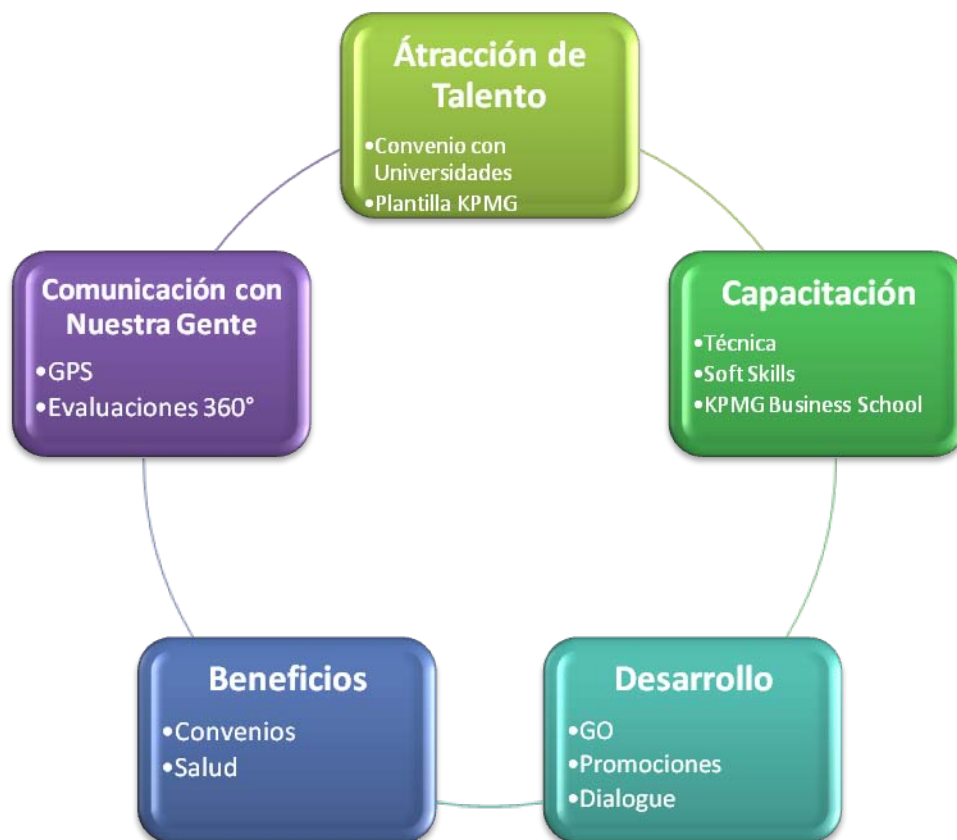 Átracción de
Talento
•Convenio con
Universidades
•Plantilla KPMG
Capacitación
•Técnica
•Soft Skills
•KPMG Business School
Desarrollo
•GO
•Promociones
•Dialogue
Beneficios
•Convenios
•Salud
Comunicación con
Nuestra Gente
•GPS
•Evaluaciones 360°